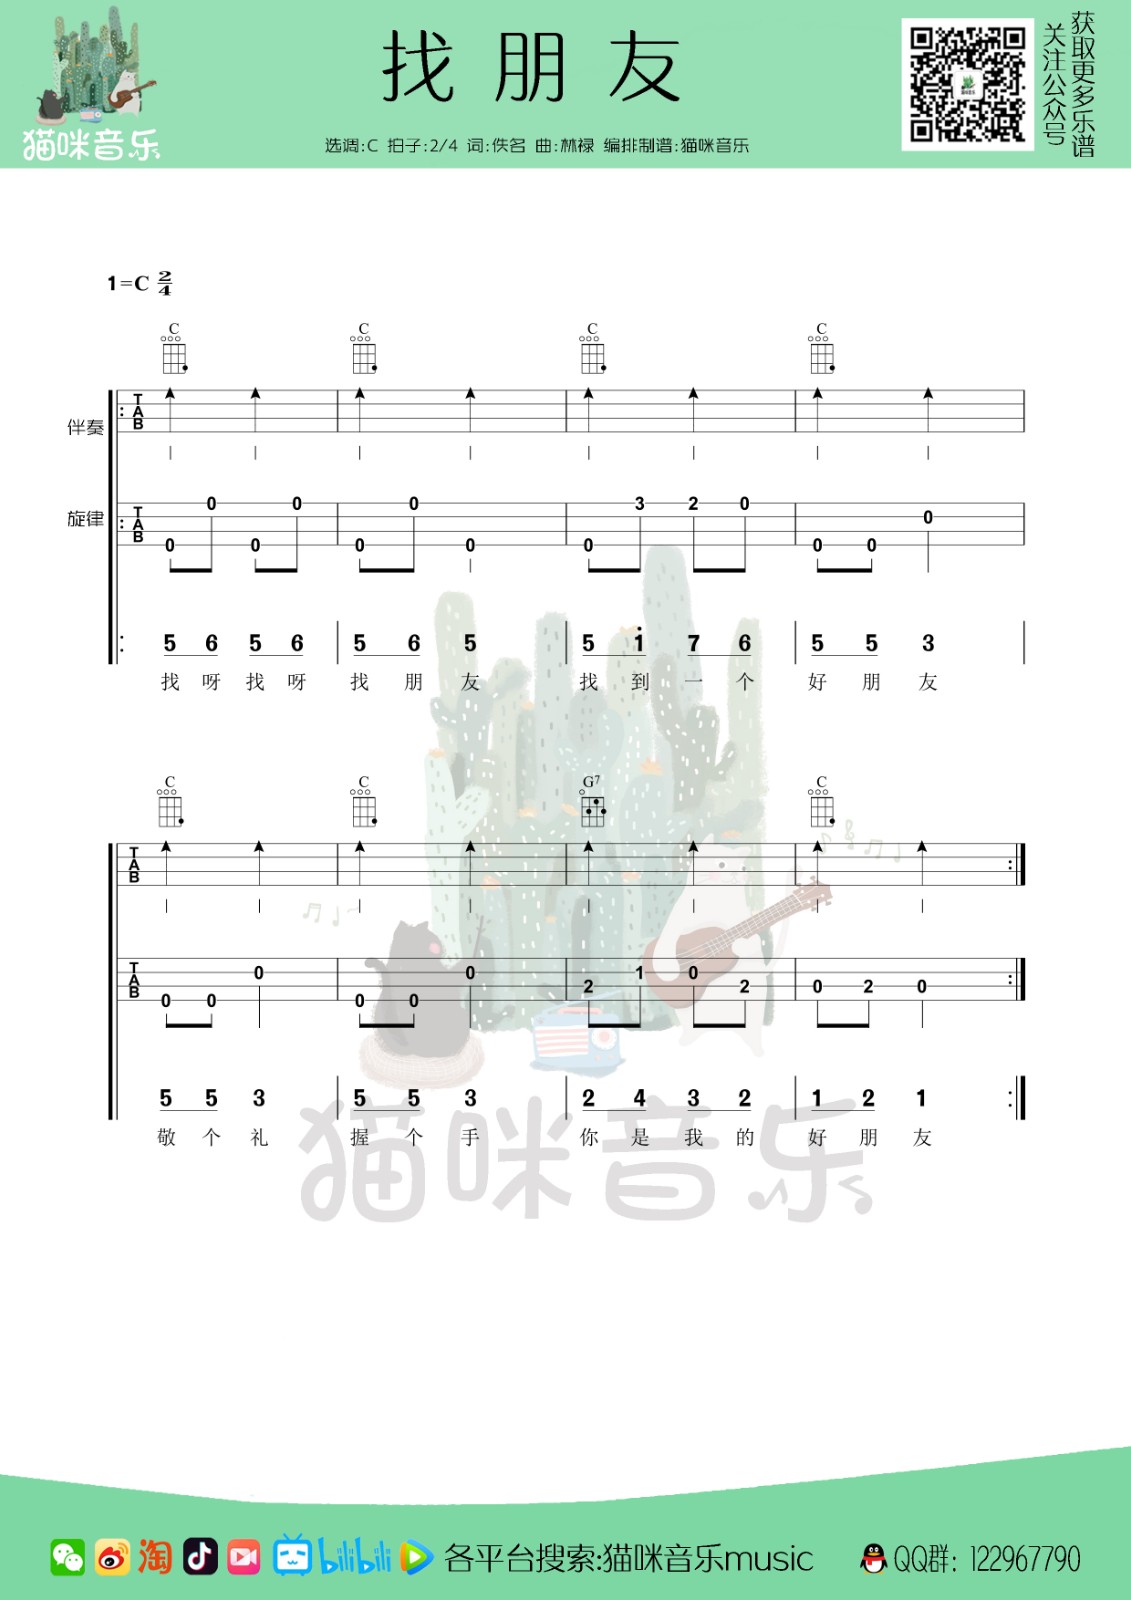 猫咪音乐
找朋友
选调:C 拍子:2/4 词:佚名 曲:林禄 编排制谱:猫咪音乐
获取更多乐谱
关注公众号
1=C 2/4
C C C C
伴奏
T
A
B
旋律
T
A
B
0 0 0 0 0 0 0 0 3 2 0 0 0 0
5 6 5 6 5 6 5 5 i 7 6 5 5 3
找 呀 找 呀 找 朋 友 找 到 一 个 好 朋 友
C C G7 C
T
A
B
T
A
B
0 0 0 0 0 0 2 1 0 2 0 2 0
5 5 3 5 5 3 2 4 3 2 1 2 1
敬 个 礼 握 个 手 你 是 我 的 好 朋 友
猫咪音乐
淘 bilibili 各平台搜索:猫咪音乐music QQ群: 122967790